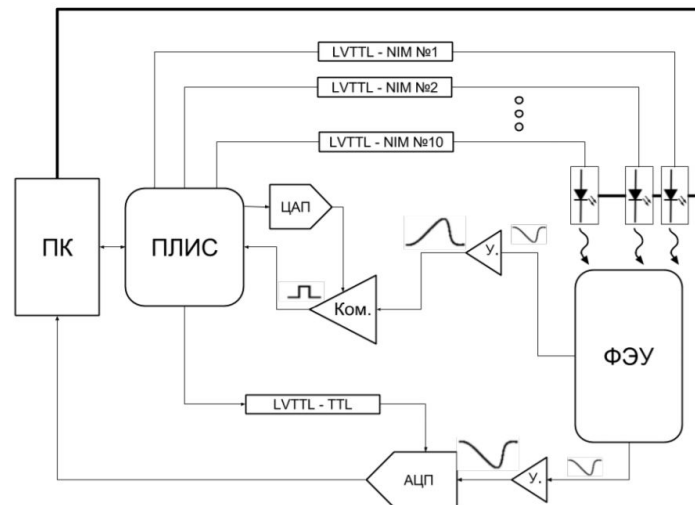 LVTTL - NIM №1
LVTTL - NIM №2
LVTTL - NIM №10
ПК
ПЛИС
ЦАП
У.
Ком.
ФЭУ
LVTTL - TTL
АЦП
У.